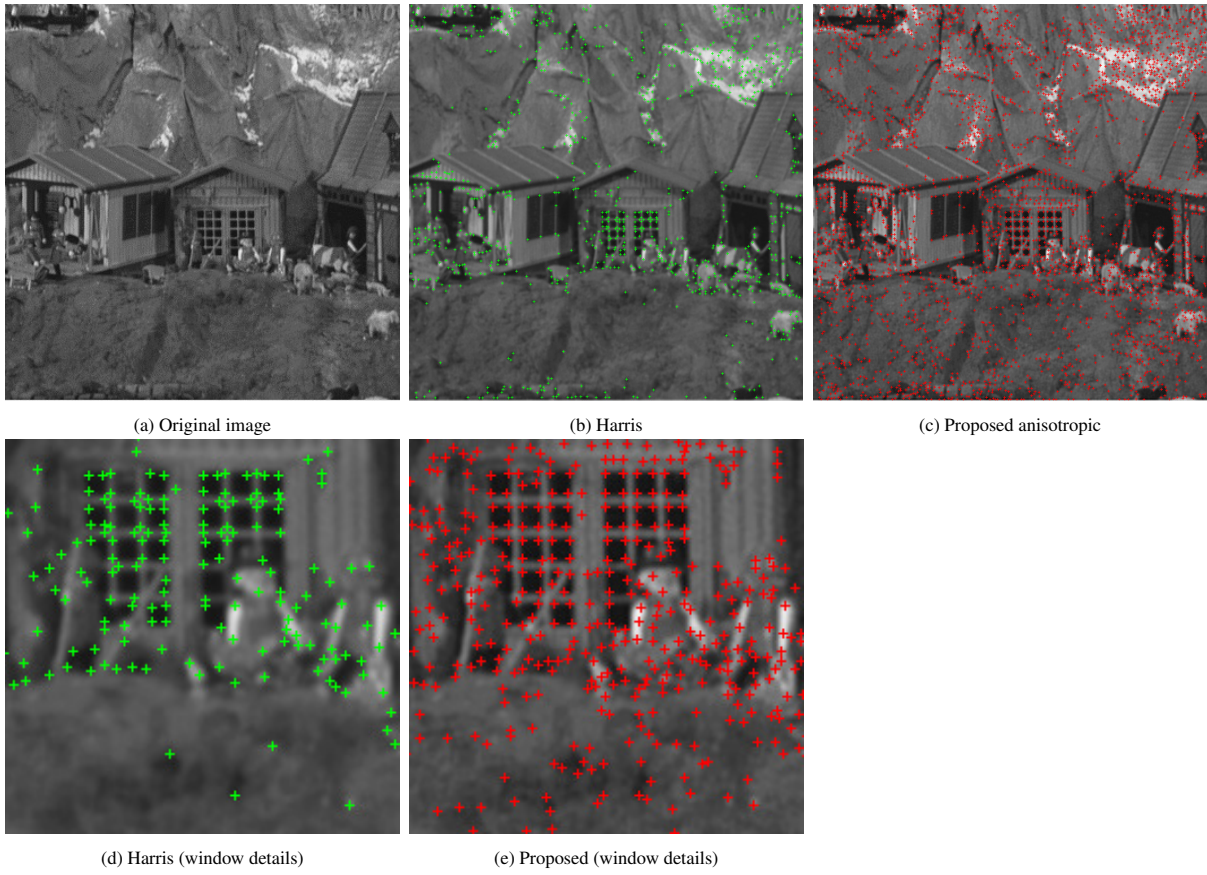 (a) Original image
(b) Harris
(c) Proposed anisotropic
(d) Harris (window details)
(e) Proposed (window details)